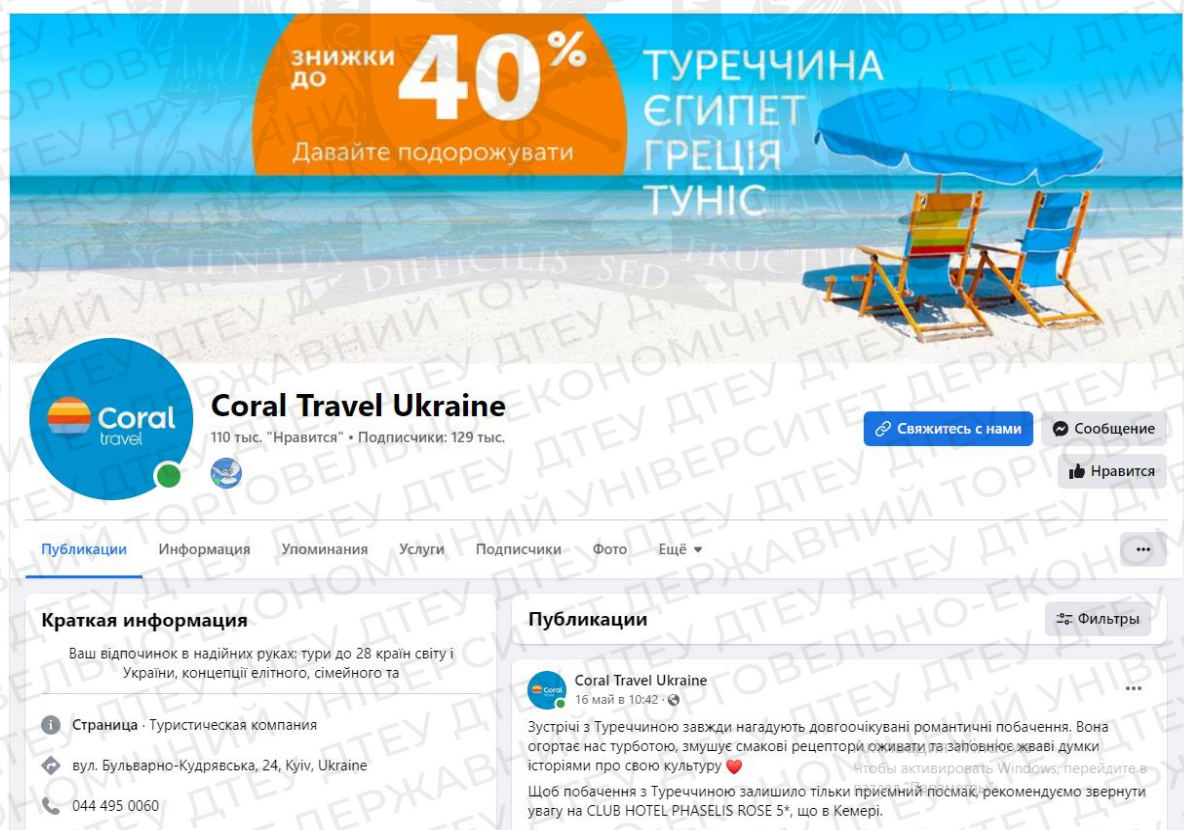 ЗНИЖКИ
ДО 40%
Давайте подорожувати
ТУРЕЧЧИНА
ЄГИПЕТ
ГРЕЦІЯ
ТУНІС
SCIENTIA DIFFICILIS SED FRUCTUOSA
Coral
travel
Coral Travel Ukraine
110 тыс. "Нравится" • Подписчики: 129 тыс.
Свяжитесь с нами
Сообщение
Нравится
Публикации Информация Упоминания Услуги Подписчики Фото Ещё
Краткая информация
Ваш відпочинок в надійних руках: тури до 28 країн світу і
України, концепції елітного, сімейного та
Страница · Туристическая компания
вул. Бульварно-Кудрявська, 24, Kyiv, Ukraine
044 495 0060
Публикации
Фильтры
Coral
Coral Travel Ukraine
16 май в 10:42
Зустрічі з Туреччиною завжди нагадують довгоочікувані романтичні побачення. Вона
огортає нас турботою, змушує смакові рецептори оживати та заповнює жваві думки
історіями про свою культуру ❤️
Щоб побачення з Туреччиною залишило тільки приємний посмак, рекомендуємо звернути
увагу на CLUB HOTEL PHASELIS ROSE 5*, що в Кемері.
Чтобы активировать Windows, перейдите в